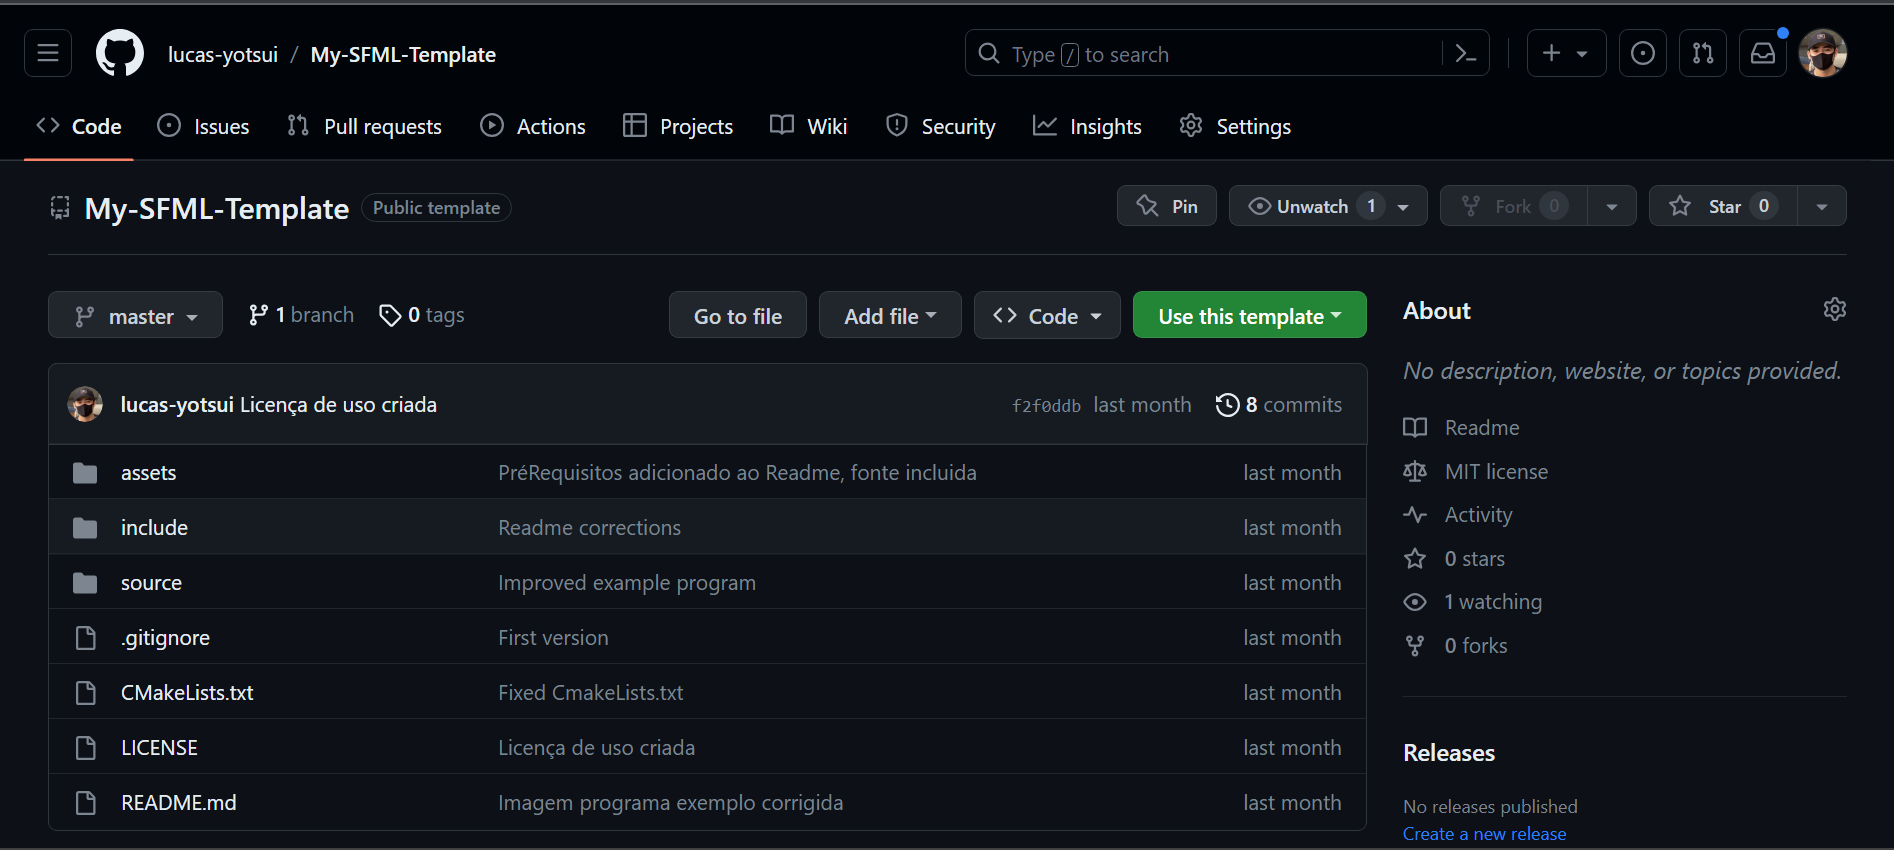 lucas-yotsui / My-SFML-Template
Type / to search
Code Issues Pull requests Actions Projects Wiki Security Insights Settings
My-SFML-Template Public template
Pin Unwatch 1 Fork 0 Star 0
master 1 branch 0 tags Go to file Add file Code Use this template
lucas-yotsui Licença de uso criada f2f0ddb last month 8 commits
assets PréRequisitos adicionado ao Readme, fonte incluida last month
include Readme corrections last month
source Improved example program last month
.gitignore First version last month
CMakeLists.txt Fixed CmakeLists.txt last month
LICENSE Licença de uso criada last month
README.md Imagem programa exemplo corrigida last month
About
No description, website, or topics provided.
Readme
MIT license
Activity
0 stars
1 watching
0 forks
Releases
No releases published
Create a new release